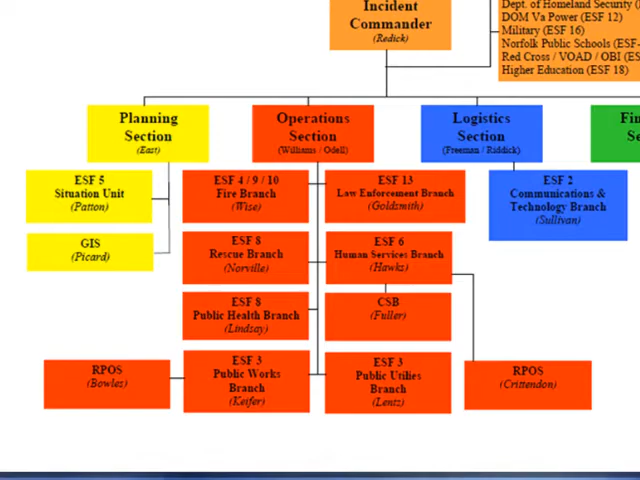 Incident
Commander
(Redick)
Dept. of Homeland Security
DOM Va Power (ESF 12)
Military (ESF 16)
Norfolk Public Schools (ESF-
Red Cross / VOAD / OBI (ES
Higher Education (ESF 18)
Planning
Section
(East)
Operations
Section
(Williams / Odell)
Logistics
Section
(Freeman / Riddick)
Fin
Se
ESF 5
Situation Unit
(Patton)
GIS
(Picard)
ESF 4 / 9 / 10
Fire Branch
(Wise)
ESF 13
Law Enforcement Branch
(Goldsmith)
ESF 2
Communications &
Technology Branch
(Sullivan)
ESF 8
Rescue Branch
(Norville)
ESF 6
Human Services Branch
(Hawks)
ESF 8
Public Health Branch
(Lindsay)
CSB
(Fuller)
RPOS
(Bowles)
ESF 3
Public Works
Branch
(Keifer)
ESF 3
Public Utilies
Branch
(Lentz)
RPOS
(Crittendon)